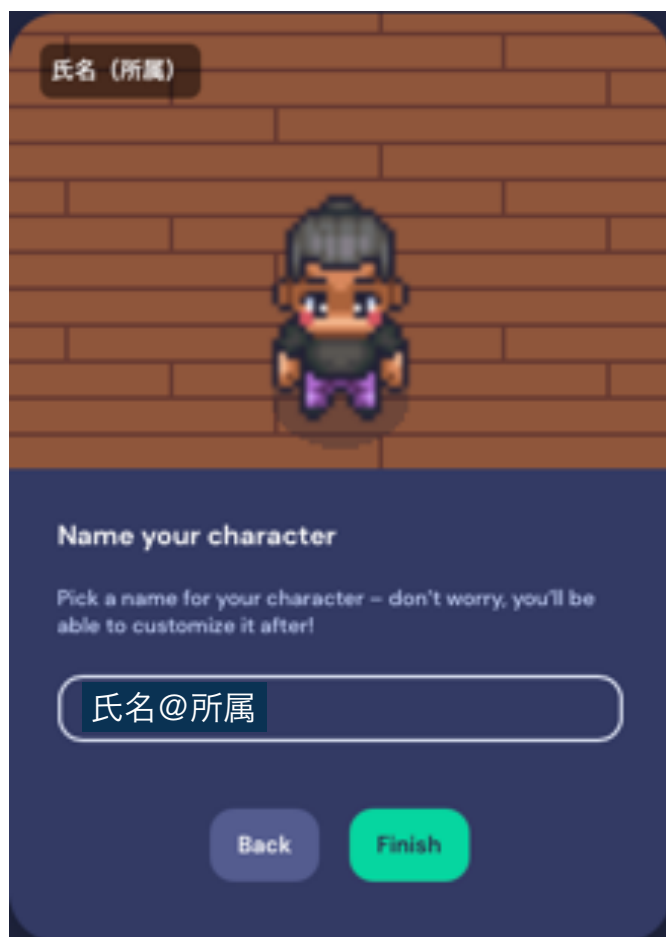 氏名（所属）
Name your character
Pick a name for your character – don't worry, you'll be
able to customize it after!
氏名@所属
Back
Finish